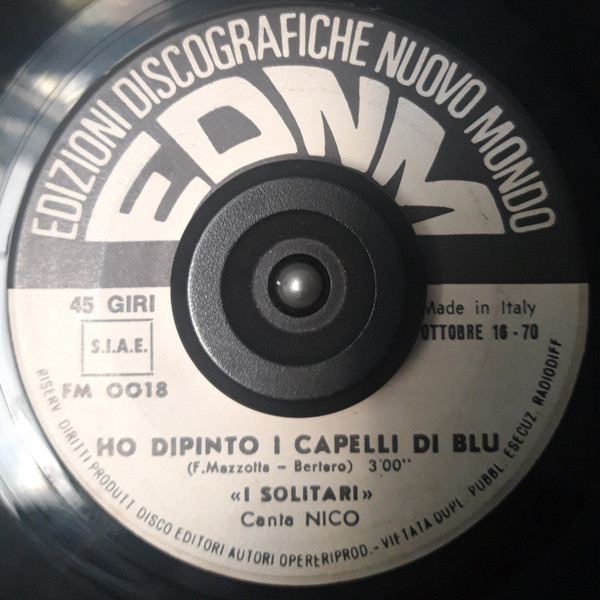 EDIZIONI DISCOGRAFICHE NUOVO MONDO
EDNM
45 GIRI
Made in Italy
S.I.A.E.
OTTOBRE 16-70
FM 0018
HO DIPINTO I CAPELLI DI BLU
(F. Mazzotta - Bertero) 3'00''
«I SOLITARI»
Canta NICO
RISERV. DIRITTI PRODUTT. DISCO EDITORI AUTORI OPERERIPROD.- VIETATA DUPL. PUBBL. ESECUZ. RADIODIFF